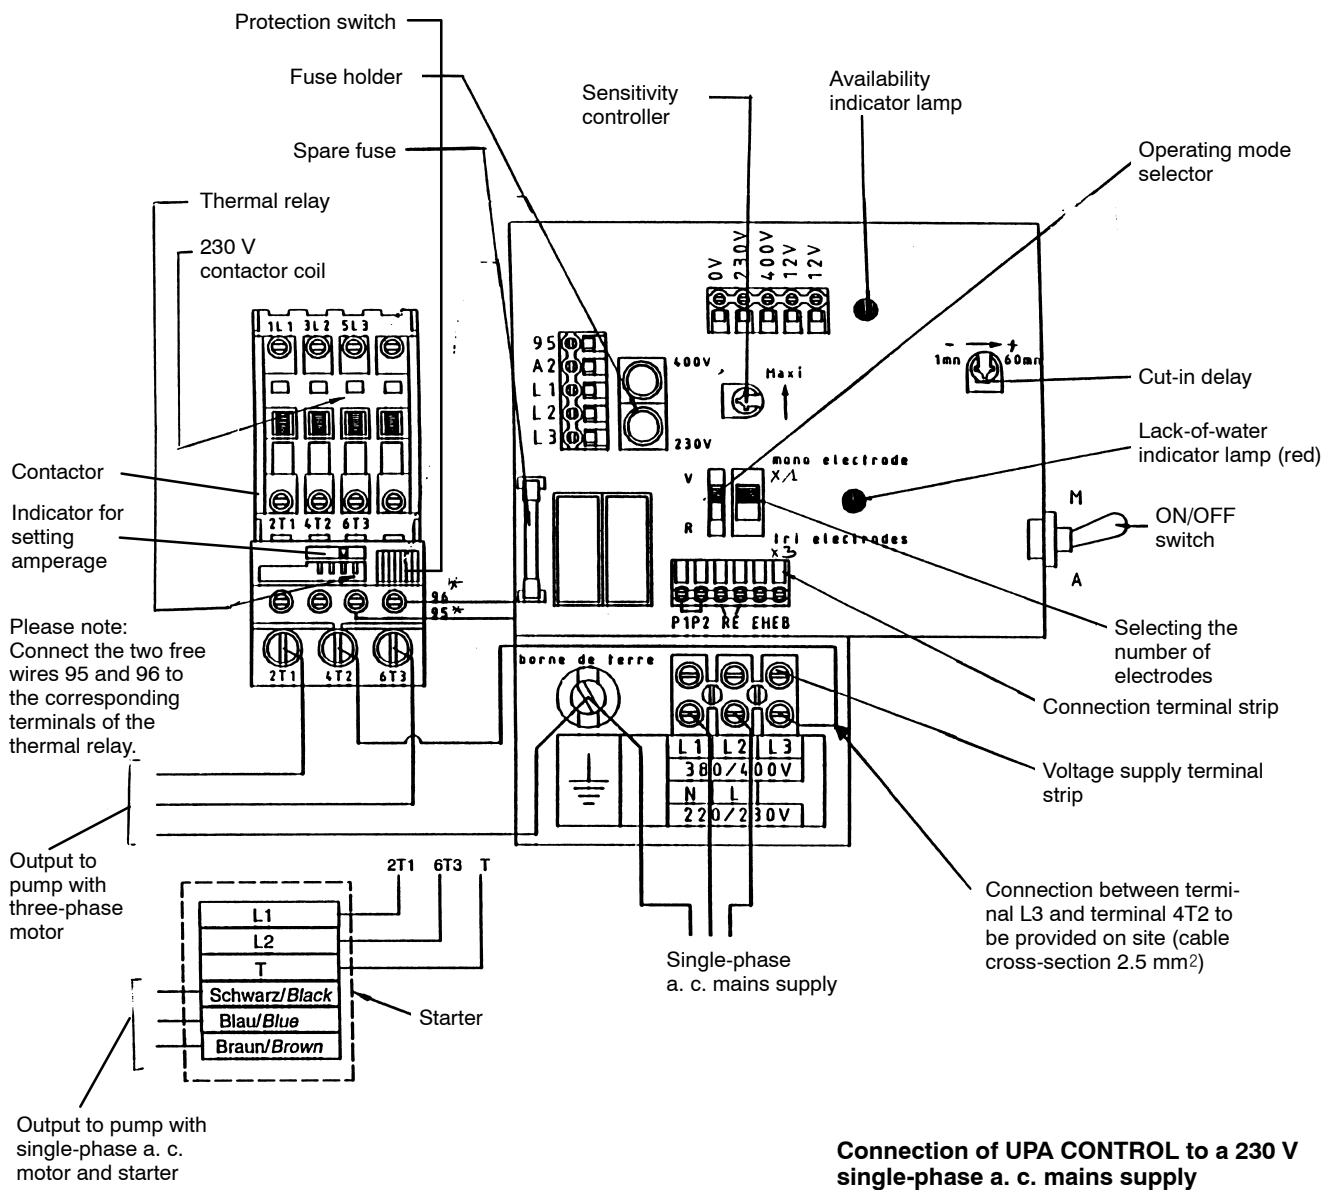 Protection switch
Fuse holder
Spare fuse
Thermal relay
230 V
contactor coil
Sensitivity
controller
Availability
indicator lamp
Operating mode
selector
0V
230V
400V
12V
12V
95
A2
L1
L2
L3
400V
230V
Maxi
- +
1mn 60mn
Cut-in delay
Lack-of-water
indicator lamp (red)
1L1 3L2 5L3
Contactor
Indicator for
setting
amperage
2T1 4T2 6T3
V
R
mono electrode
x1
tri electrodes
x3
M
A
ON/OFF
switch
96*
95*
P1P2 RE EHEB
Please note:
Connect the two free
wires 95 and 96 to
the corresponding
terminals of the
thermal relay.
2T1 4T2 6T3
borne de terre
Selecting the
number of
electrodes
Connection terminal strip
L1 L2 L3
380/400V
N L
220/230V
Voltage supply terminal
strip
Output to
pump with
three-phase
motor
2T1 6T3 T
L1
L2
T
Schwarz/Black
Blau/Blue
Braun/Brown
Starter
Single-phase
a. c. mains supply
Connection between termi-
nal L3 and terminal 4T2 to
be provided on site (cable
cross-section 2.5 mm2)
Output to pump with
single-phase a. c.
motor and starter
Connection of UPA CONTROL to a 230 V
single-phase a. c. mains supply